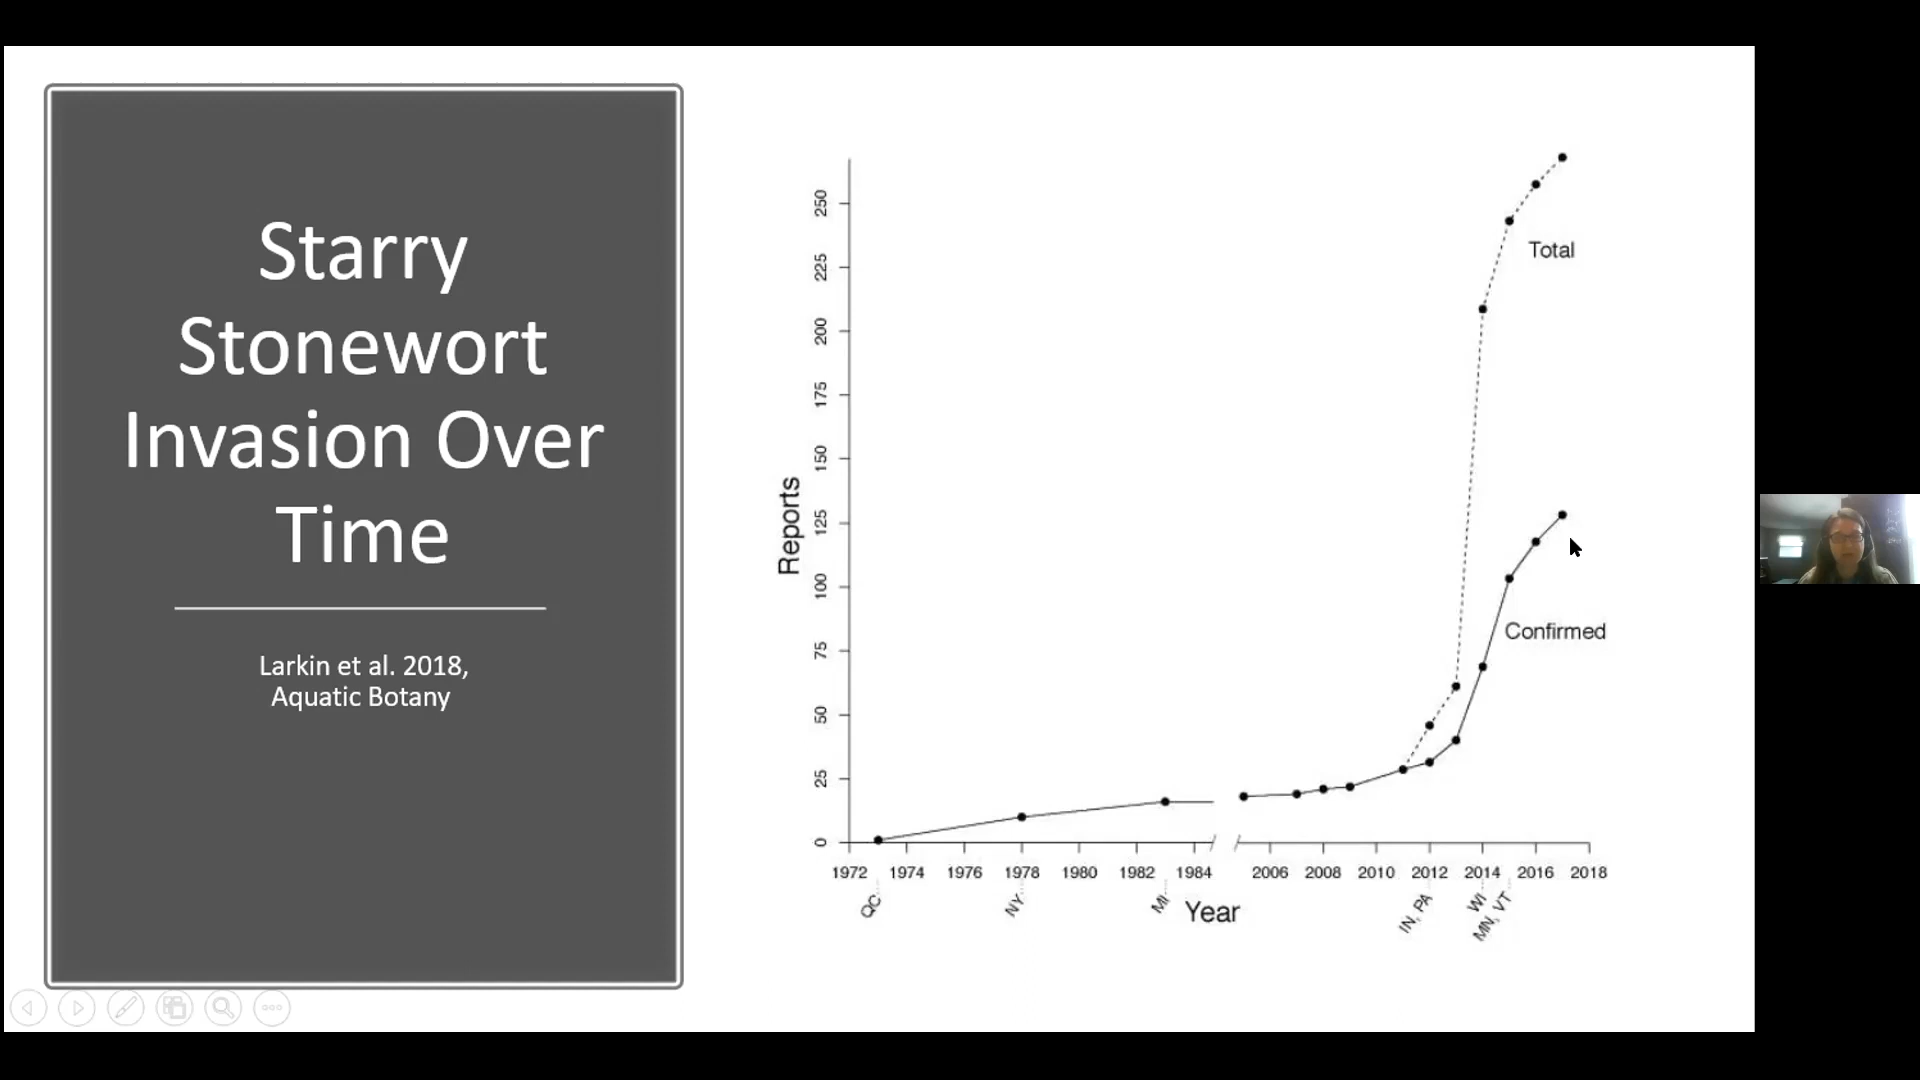 Starry
Stonewort
Invasion Over
Time
Larkin et al. 2018,
Aquatic Botany
Reports
250
225
200
175
150
125
100
75
50
25
0
Total
Confirmed
1972 1974 1976 1978 1980 1982 1984 2006 2008 2010 2012 2014 2016 2018
QC NY MI IN, PA WI MN, VT
Year